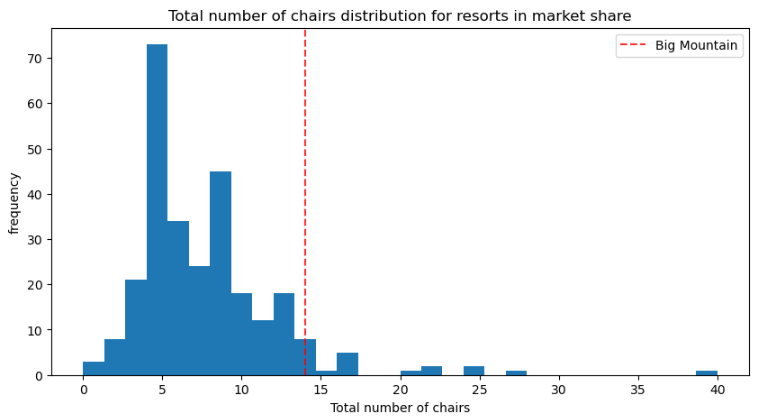 Total number of chairs distribution for resorts in market share
Big Mountain
frequency
70
60
50
40
30
20
10
0
0 5 10 15 20 25 30 35 40
Total number of chairs